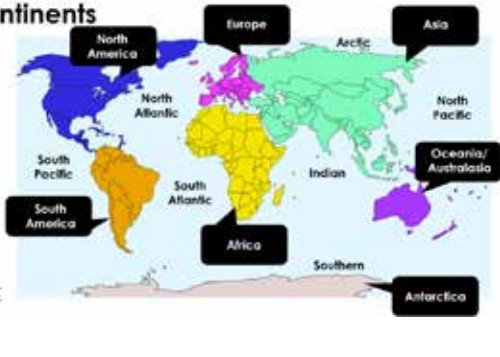 ntinents
North
America
Europe
Arctic
Asia
North
Atlantic
North
Pacific
South
Pacific
South
Atlantic
Indian
Oceania/
Australasia
South
America
Africa
Southern
Antarctica